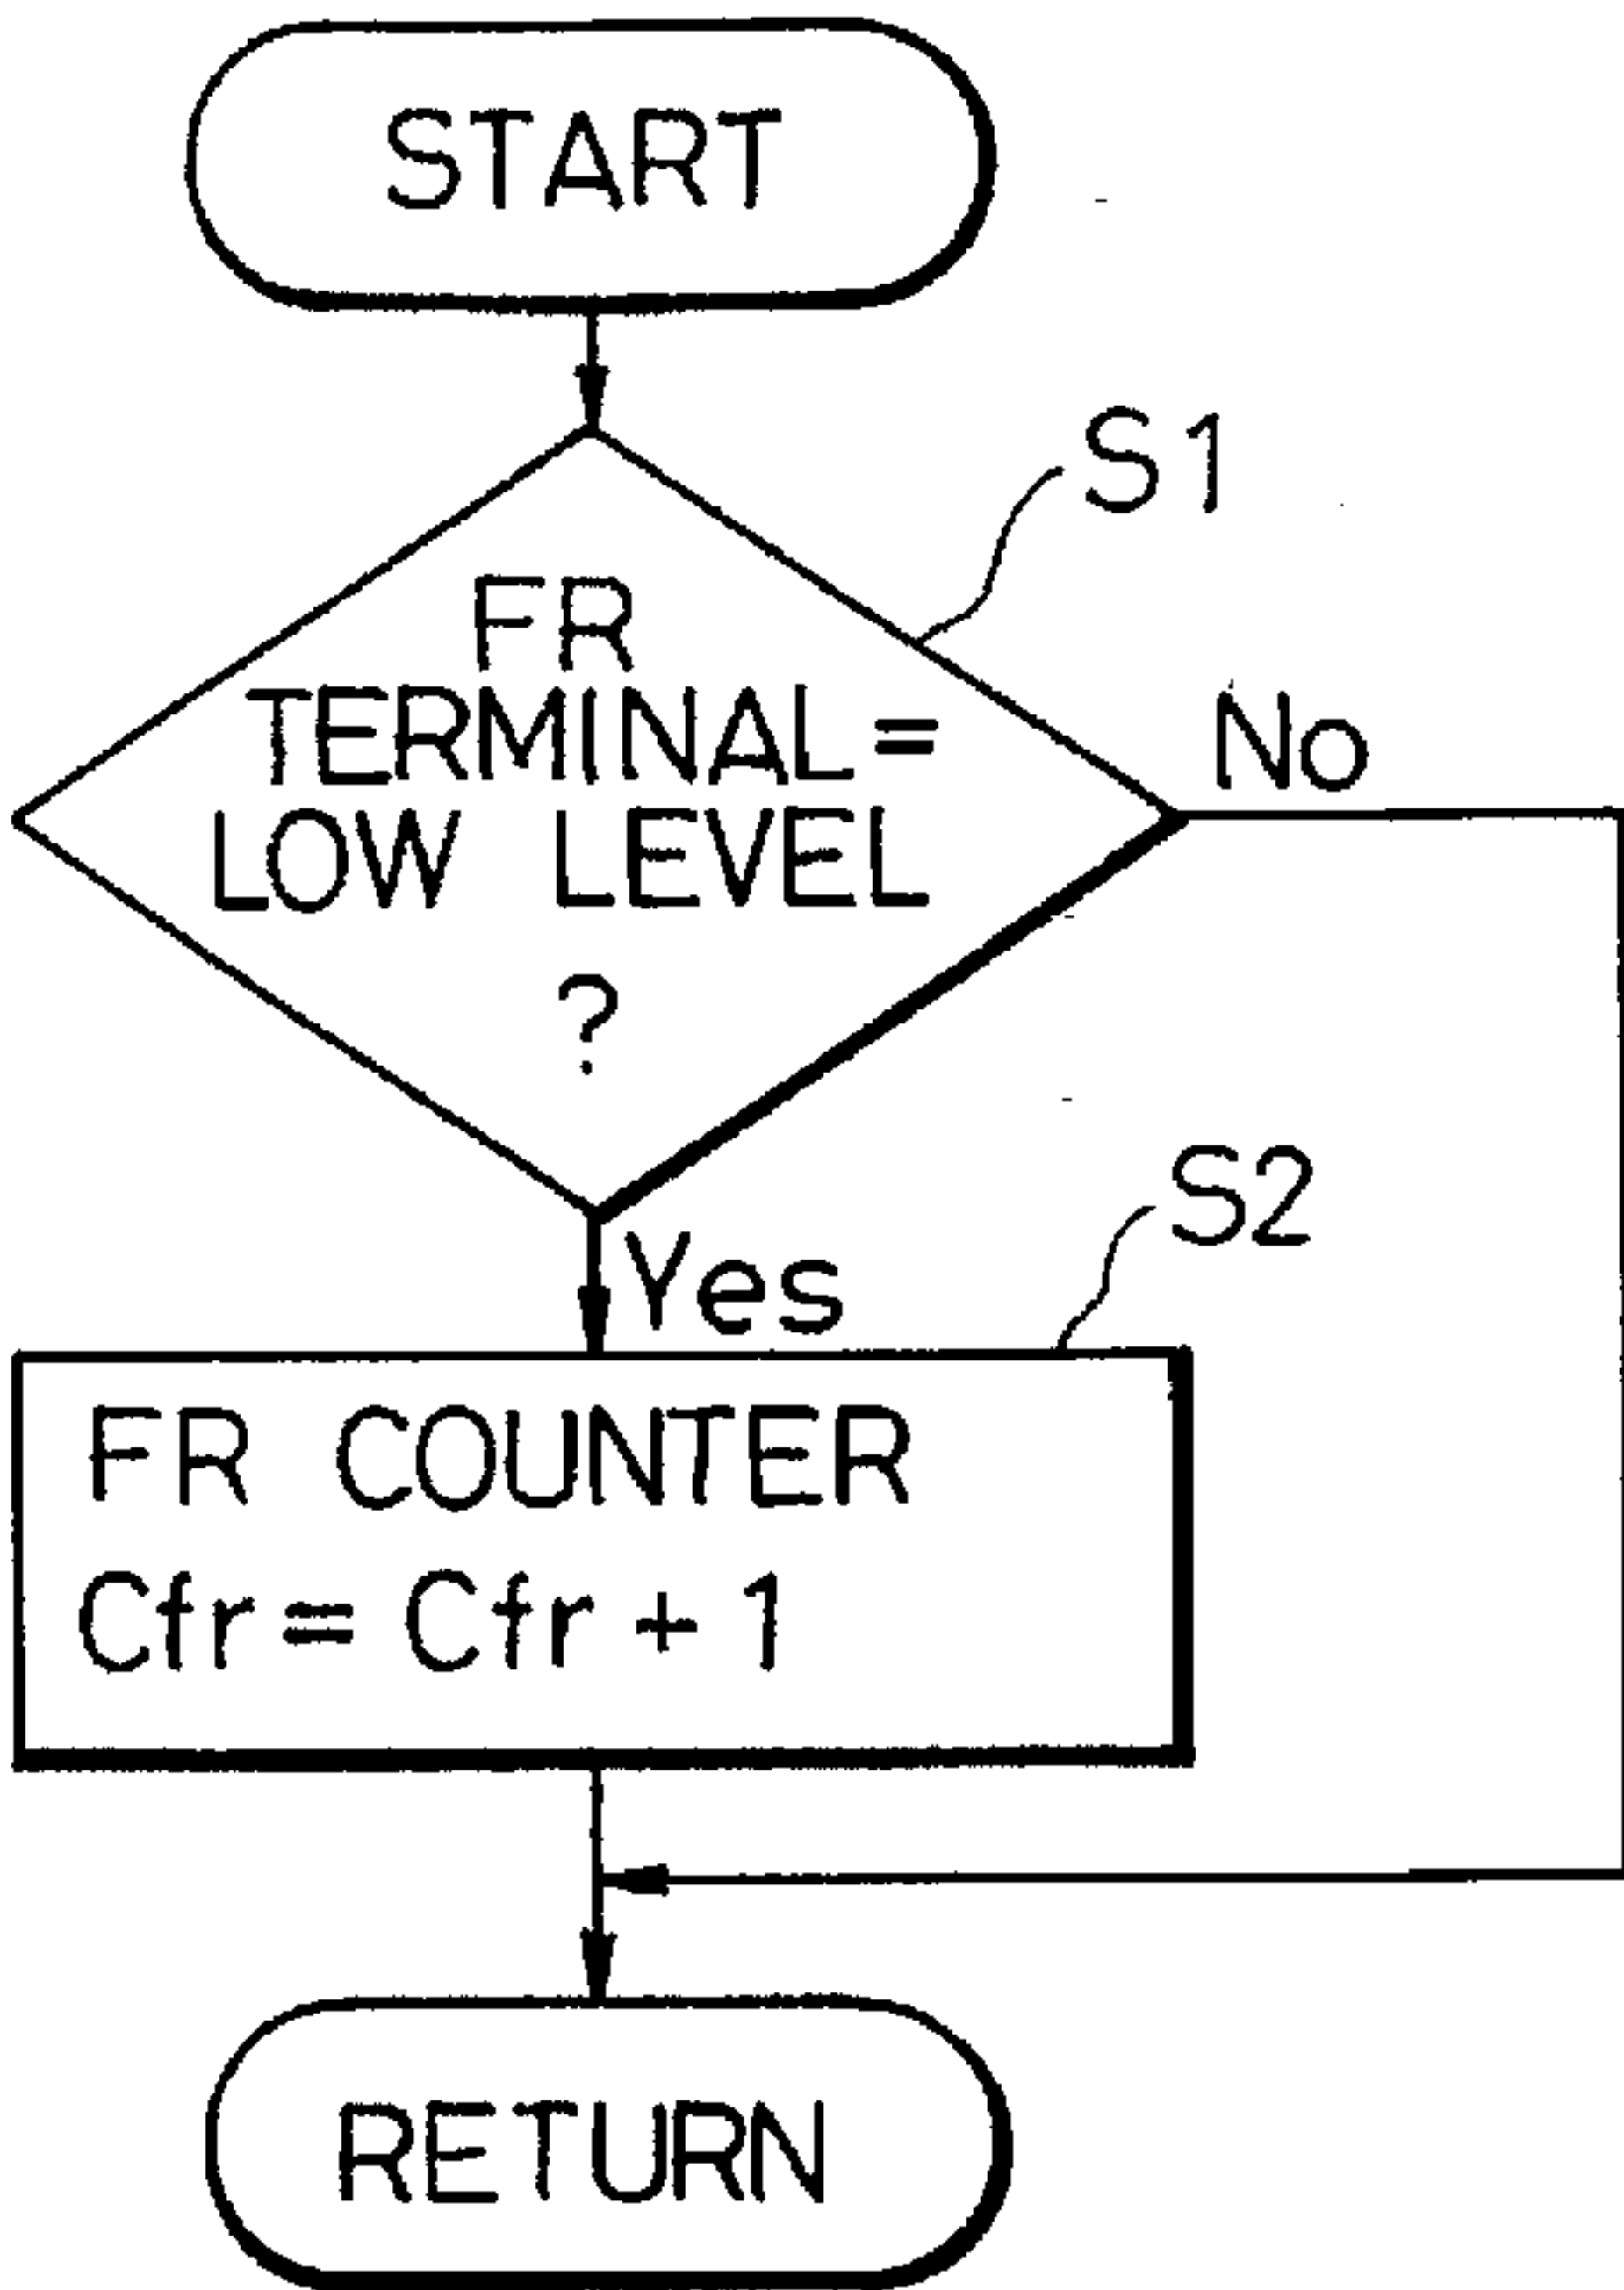 START
S1
FR
TERMINAL=
LOW LEVEL
?
No
Yes
S2
FR COUNTER
Cfr = Cfr + 1
RETURN